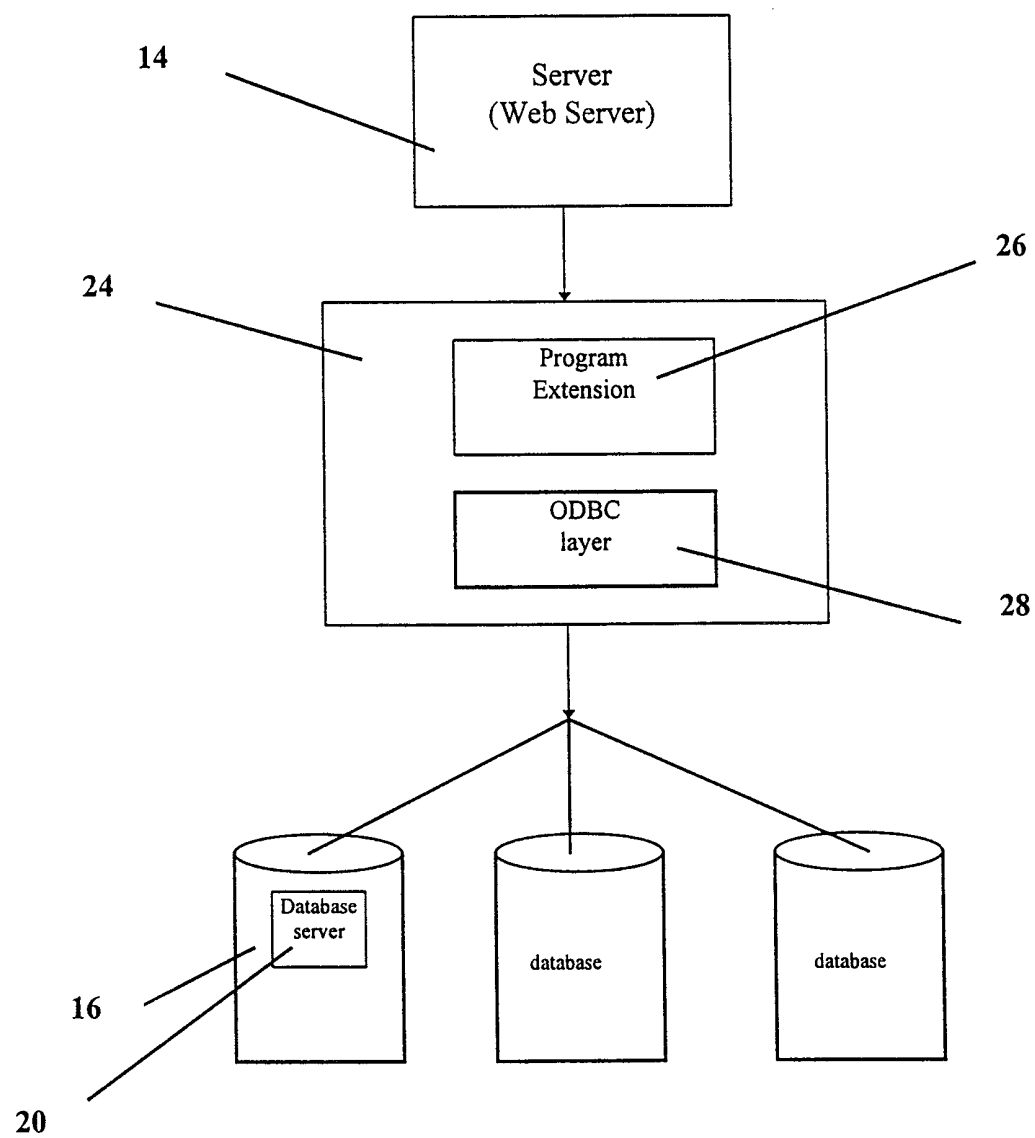 14
Server
(Web Server)
26
24
Program
Extension
ODBC
layer
28
Database
server
database
database
16
20